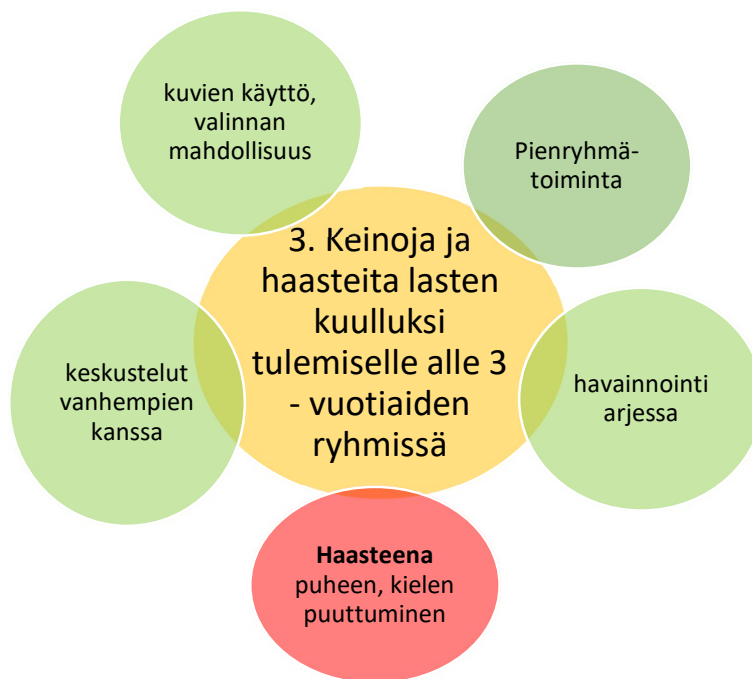 kuvien käyttö,
valinnan
mahdollisuus
Pienryhmä-
toiminta
3. Keinoja ja
haasteita lasten
kuulluksi
tulemiselle alle 3
- vuotiaiden
ryhmissä
keskustelut
vanhempien
kanssa
havainnointi
arjessa
Haasteena
puheen, kielen
puuttuminen